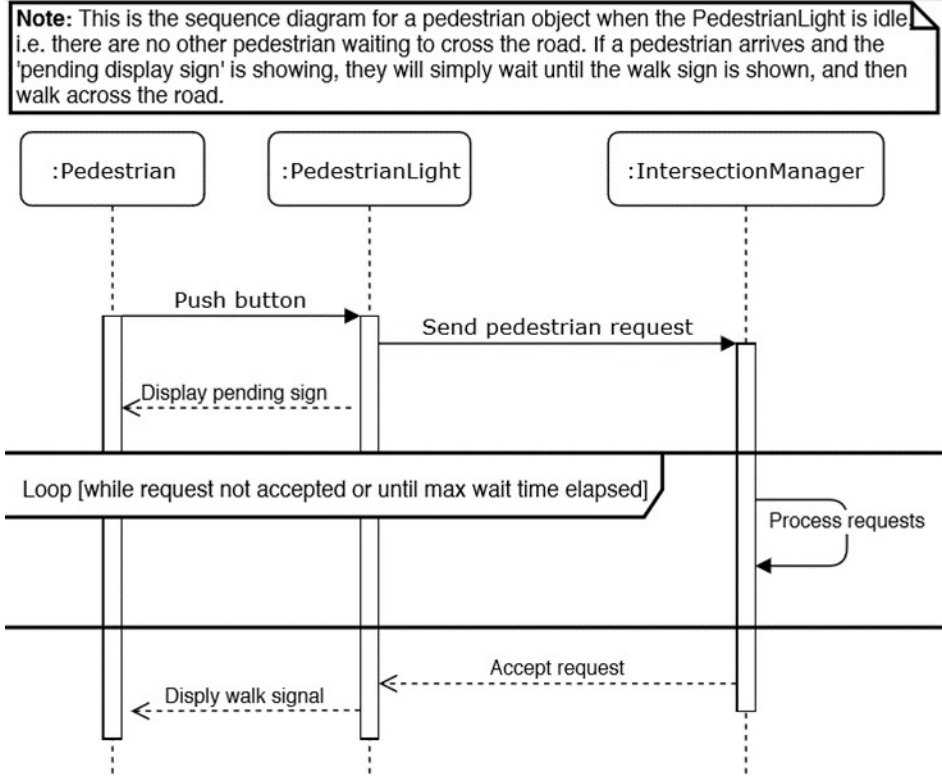 Note: This is the sequence diagram for a pedestrian object when the PedestrianLight is idle,
i.e. there are no other pedestrian waiting to cross the road. If a pedestrian arrives and the
'pending display sign' is showing, they will simply wait until the walk sign is shown, and then
walk across the road.
:Pedestrian
:PedestrianLight
:IntersectionManager
Push button
Send pedestrian request
Display pending sign
Loop [while request not accepted or until max wait time elapsed]
Process requests
Accept request
Disply walk signal